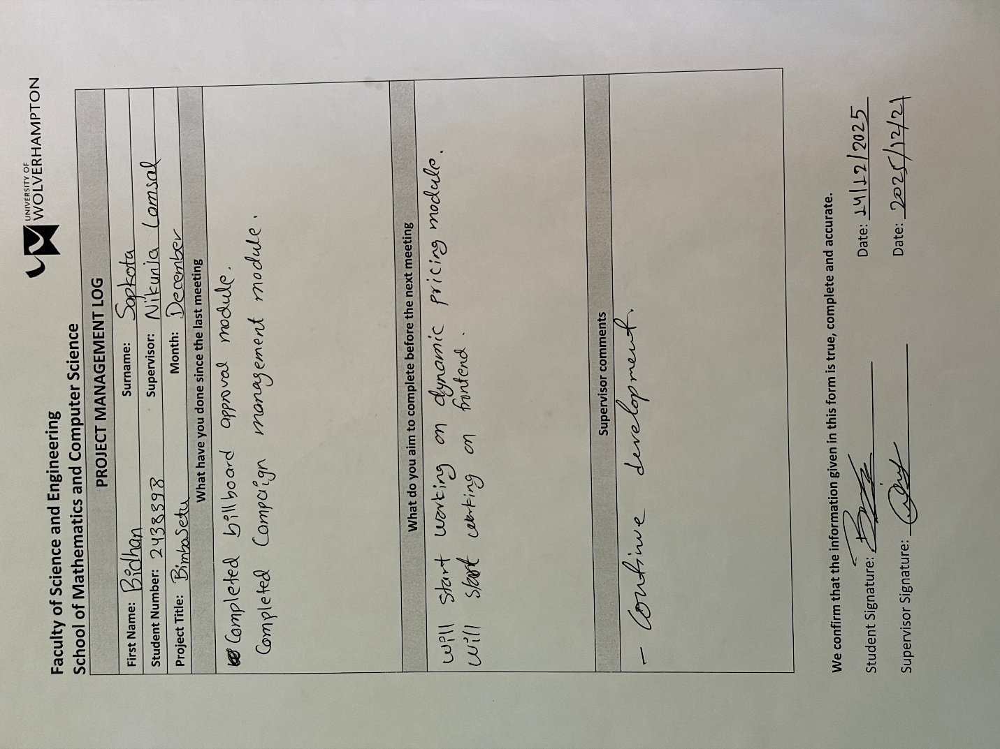 UNIVERSITY OF
WOLVERHAMPTON
Faculty of Science and Engineering
School of Mathematics and Computer Science
PROJECT MANAGEMENT LOG
First Name: Bidhan Surname: Sapkota
Student Number: 2438398 Supervisor: Nikunja Lamsal
Project Title: BimbaSetu Month: December
What have you done since the last meeting
Completed billboard approval module.
Completed Campaign management module.
What do you aim to complete before the next meeting
Will start working on dynamic pricing module.
Will start working on frontend.
Supervisor comments
- Continue development.
We confirm that the information given in this form is true, complete and accurate.
Student Signature: Date: /12/2025
Supervisor Signature: Date: 2025/12/21